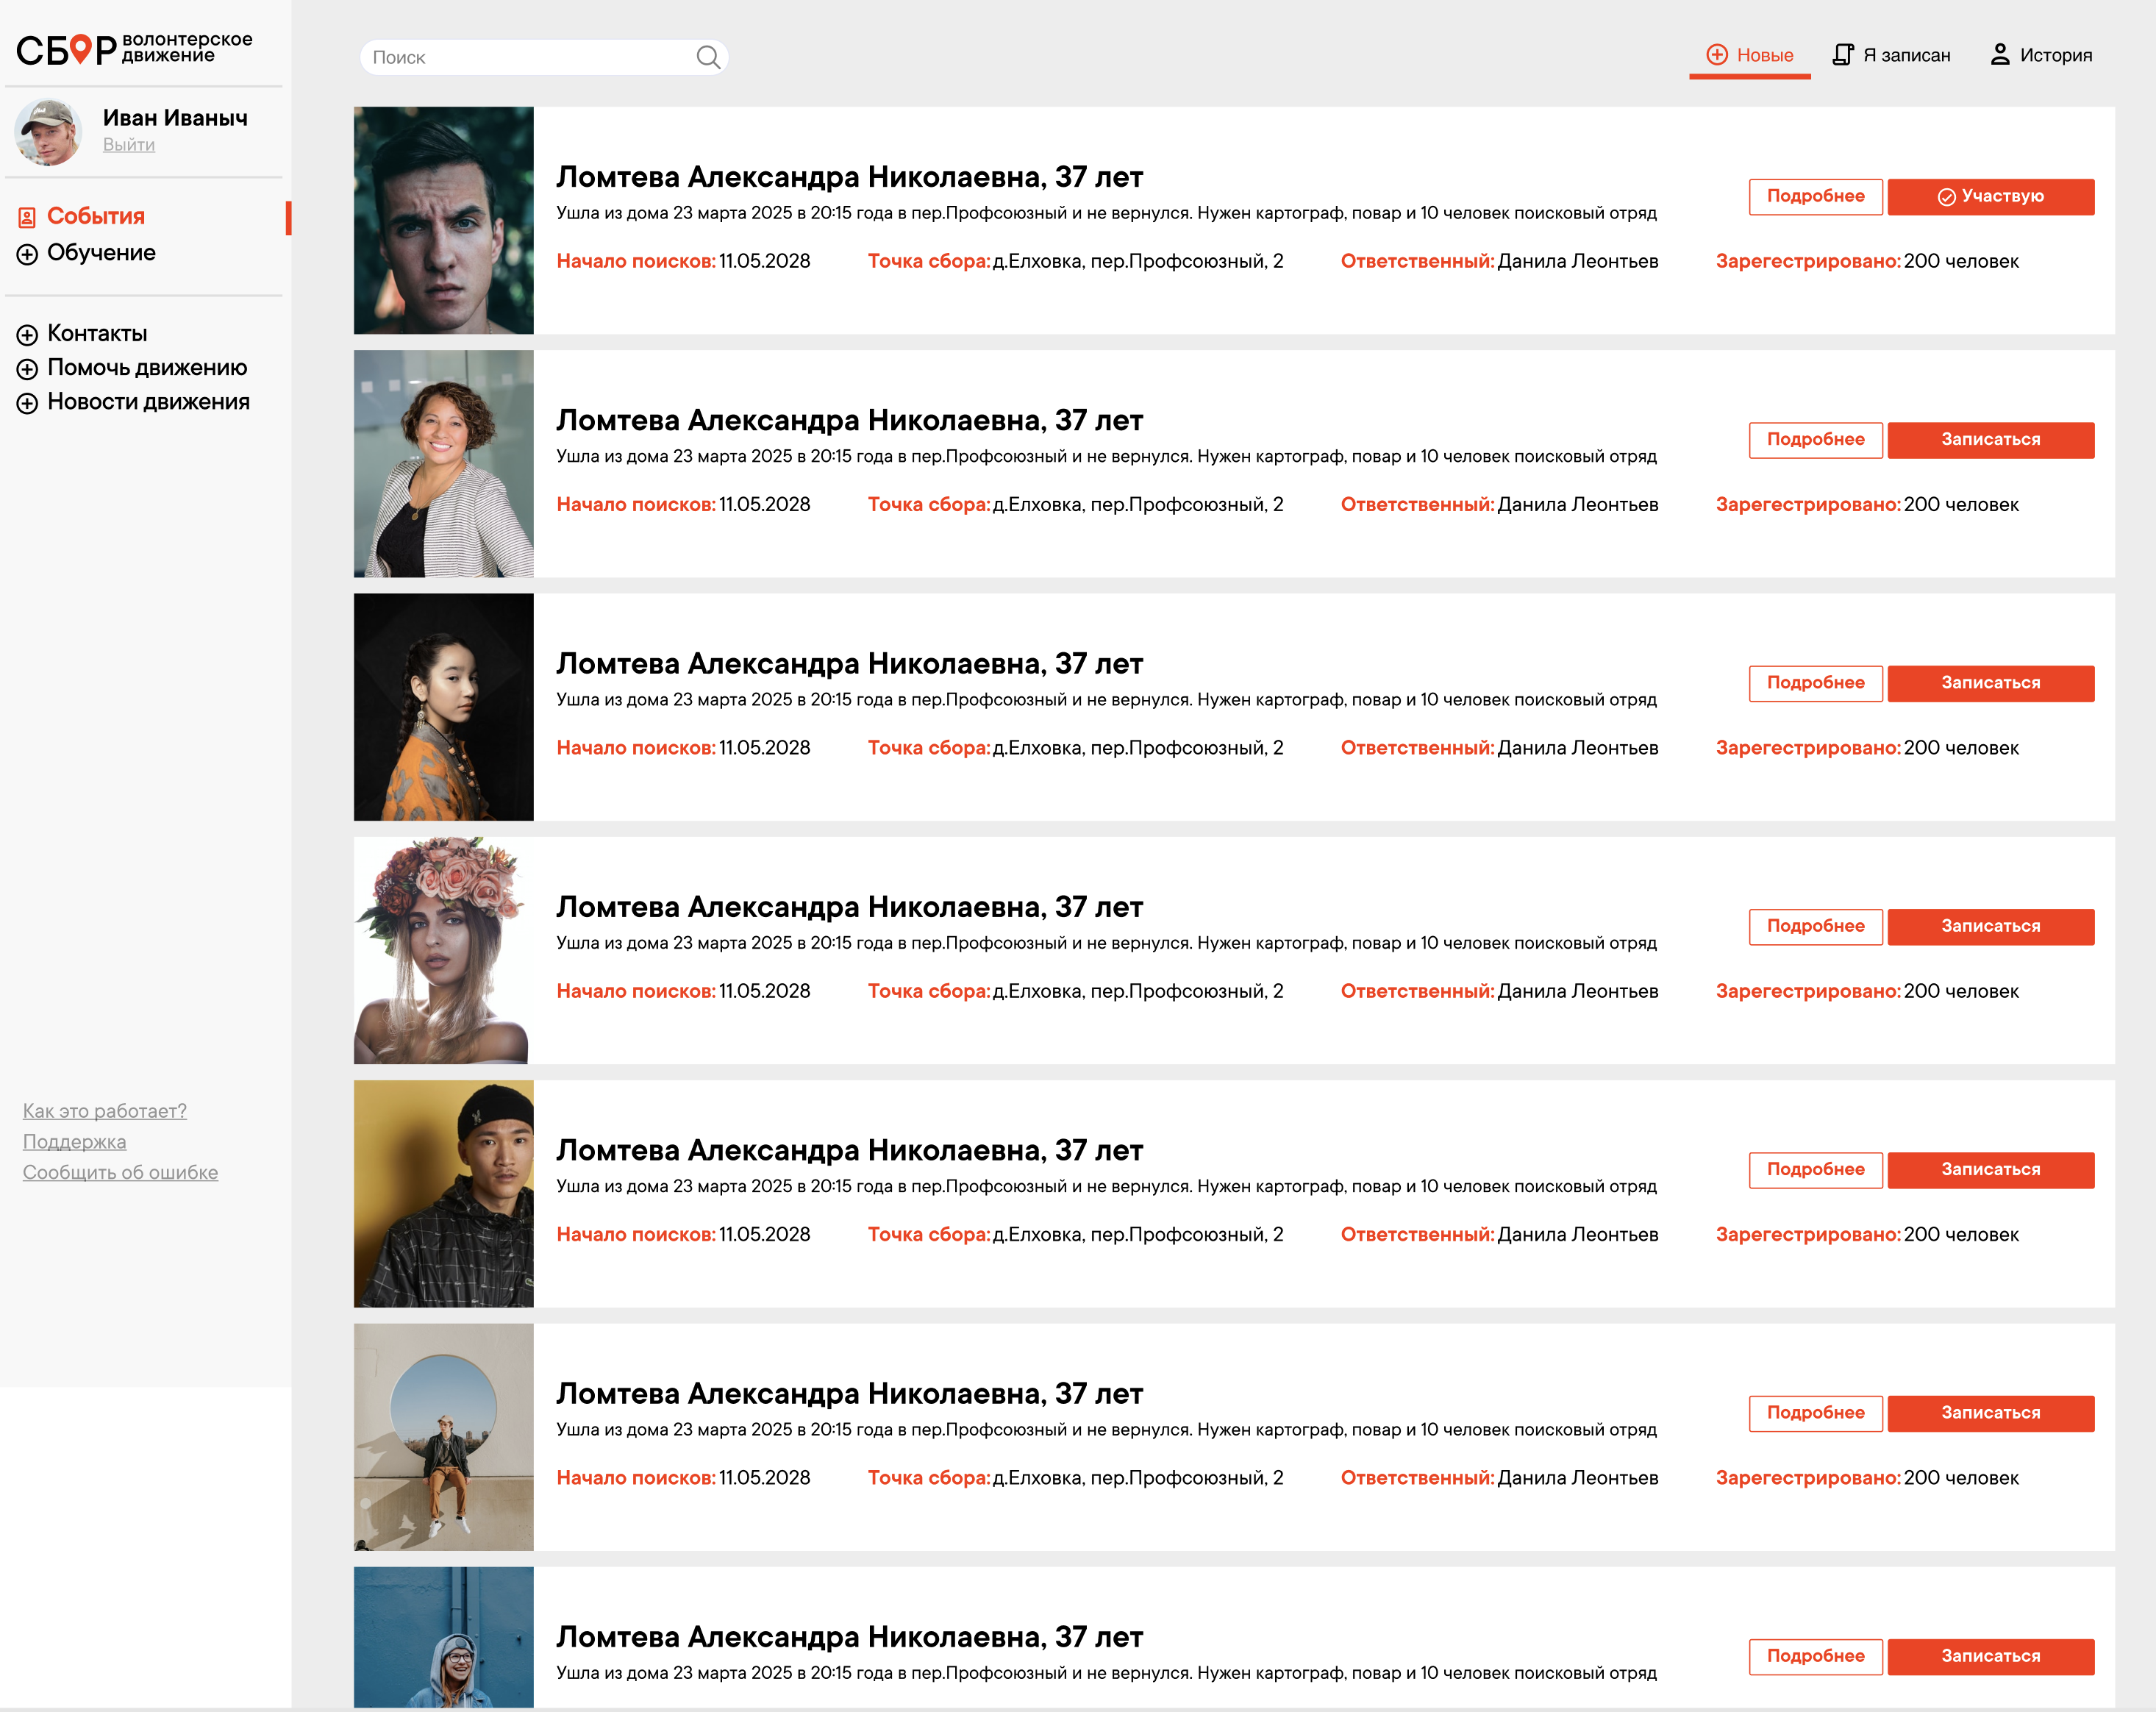 СБОР волонтерское движение
Поиск
Новые
Я записан
История
Иван Иваныч
Выйти
События
Обучение
Контакты
Помочь движению
Новости движения
Как это работает?
Поддержка
Сообщить об ошибке
Ломтева Александра Николаевна, 37 лет
Ушла из дома 23 марта 2025 в 20:15 года в пер.Профсоюзный и не вернулся. Нужен картограф, повар и 10 человек поисковый отряд
Подробнее
Участвую
Начало поисков: 11.05.2028
Точка сбора: д.Елховка, пер.Профсоюзный, 2
Ответственный: Данила Леонтьев
Зарегестрировано: 200 человек
Ломтева Александра Николаевна, 37 лет
Ушла из дома 23 марта 2025 в 20:15 года в пер.Профсоюзный и не вернулся. Нужен картограф, повар и 10 человек поисковый отряд
Подробнее
Записаться
Начало поисков: 11.05.2028
Точка сбора: д.Елховка, пер.Профсоюзный, 2
Ответственный: Данила Леонтьев
Зарегестрировано: 200 человек
Ломтева Александра Николаевна, 37 лет
Ушла из дома 23 марта 2025 в 20:15 года в пер.Профсоюзный и не вернулся. Нужен картограф, повар и 10 человек поисковый отряд
Подробнее
Записаться
Начало поисков: 11.05.2028
Точка сбора: д.Елховка, пер.Профсоюзный, 2
Ответственный: Данила Леонтьев
Зарегестрировано: 200 человек
Ломтева Александра Николаевна, 37 лет
Ушла из дома 23 марта 2025 в 20:15 года в пер.Профсоюзный и не вернулся. Нужен картограф, повар и 10 человек поисковый отряд
Подробнее
Записаться
Начало поисков: 11.05.2028
Точка сбора: д.Елховка, пер.Профсоюзный, 2
Ответственный: Данила Леонтьев
Зарегестрировано: 200 человек
Ломтева Александра Николаевна, 37 лет
Ушла из дома 23 марта 2025 в 20:15 года в пер.Профсоюзный и не вернулся. Нужен картограф, повар и 10 человек поисковый отряд
Подробнее
Записаться
Начало поисков: 11.05.2028
Точка сбора: д.Елховка, пер.Профсоюзный, 2
Ответственный: Данила Леонтьев
Зарегестрировано: 200 человек
Ломтева Александра Николаевна, 37 лет
Ушла из дома 23 марта 2025 в 20:15 года в пер.Профсоюзный и не вернулся. Нужен картограф, повар и 10 человек поисковый отряд
Подробнее
Записаться
Начало поисков: 11.05.2028
Точка сбора: д.Елховка, пер.Профсоюзный, 2
Ответственный: Данила Леонтьев
Зарегестрировано: 200 человек
Ломтева Александра Николаевна, 37 лет
Ушла из дома 23 марта 2025 в 20:15 года в пер.Профсоюзный и не вернулся. Нужен картограф, повар и 10 человек поисковый отряд
Подробнее
Записаться